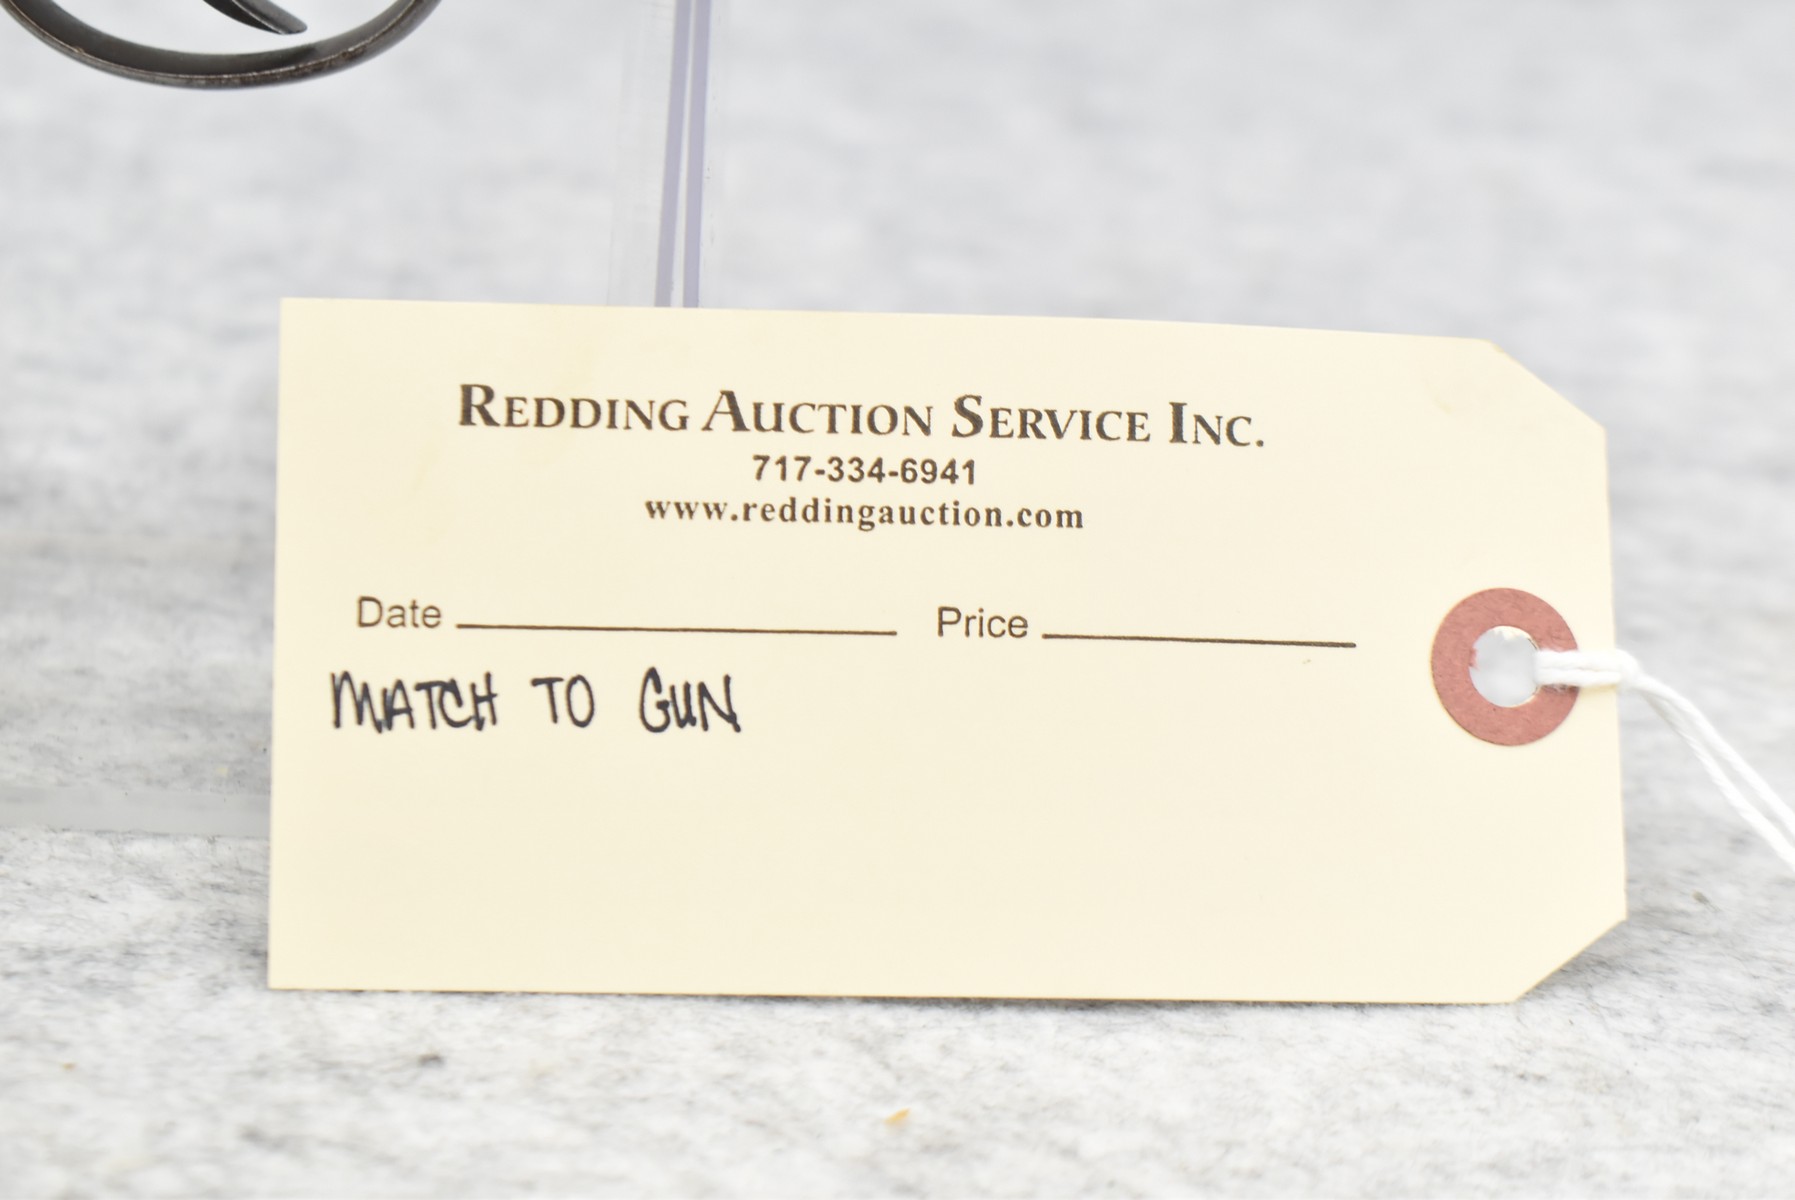 REDDING AUCTION SERVICE INC.
717-334-6941
www.reddingauction.com
Date Price
MATCH TO GUN